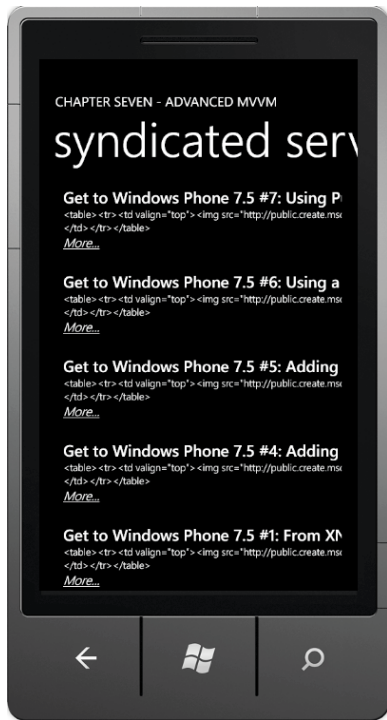 CHAPTER SEVEN - ADVANCED MVVM
syndicated serv
Get to Windows Phone 7.5 #7: Using P
<table><tr><td valign="top"><img src="http://public.create.msd
</td></tr></table>
More...
Get to Windows Phone 7.5 #6: Using a
<table><tr><td valign="top"><img src="http://public.create.msd
</td></tr></table>
More...
Get to Windows Phone 7.5 #5: Adding
<table><tr><td valign="top"><img src="http://public.create.msd
</td></tr></table>
More...
Get to Windows Phone 7.5 #4: Adding
<table><tr><td valign="top"><img src="http://public.create.msd
</td></tr></table>
More...
Get to Windows Phone 7.5 #1: From XN
<table><tr><td valign="top"><img src="http://public.create.msd
</td></tr></table>
More...